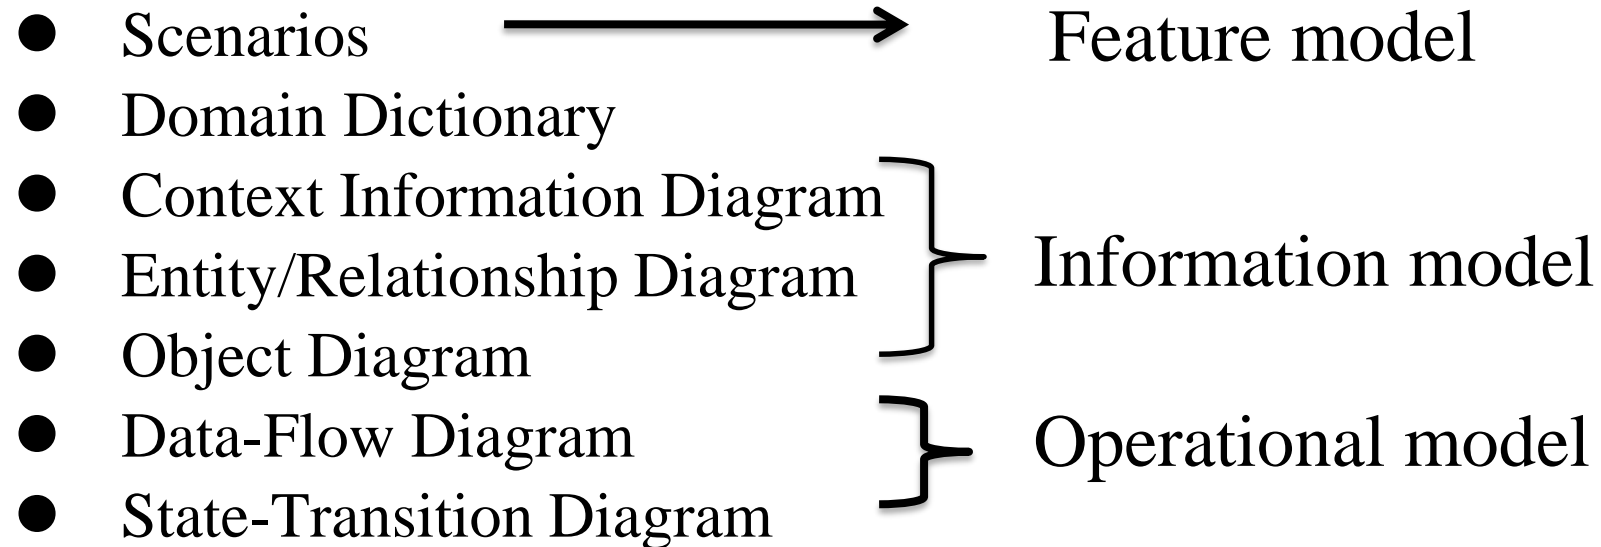 ● Scenarios
● Domain Dictionary
● Context Information Diagram
● Entity/Relationship Diagram
● Object Diagram
● Data-Flow Diagram
● State-Transition Diagram
Feature model
Information model
Operational model